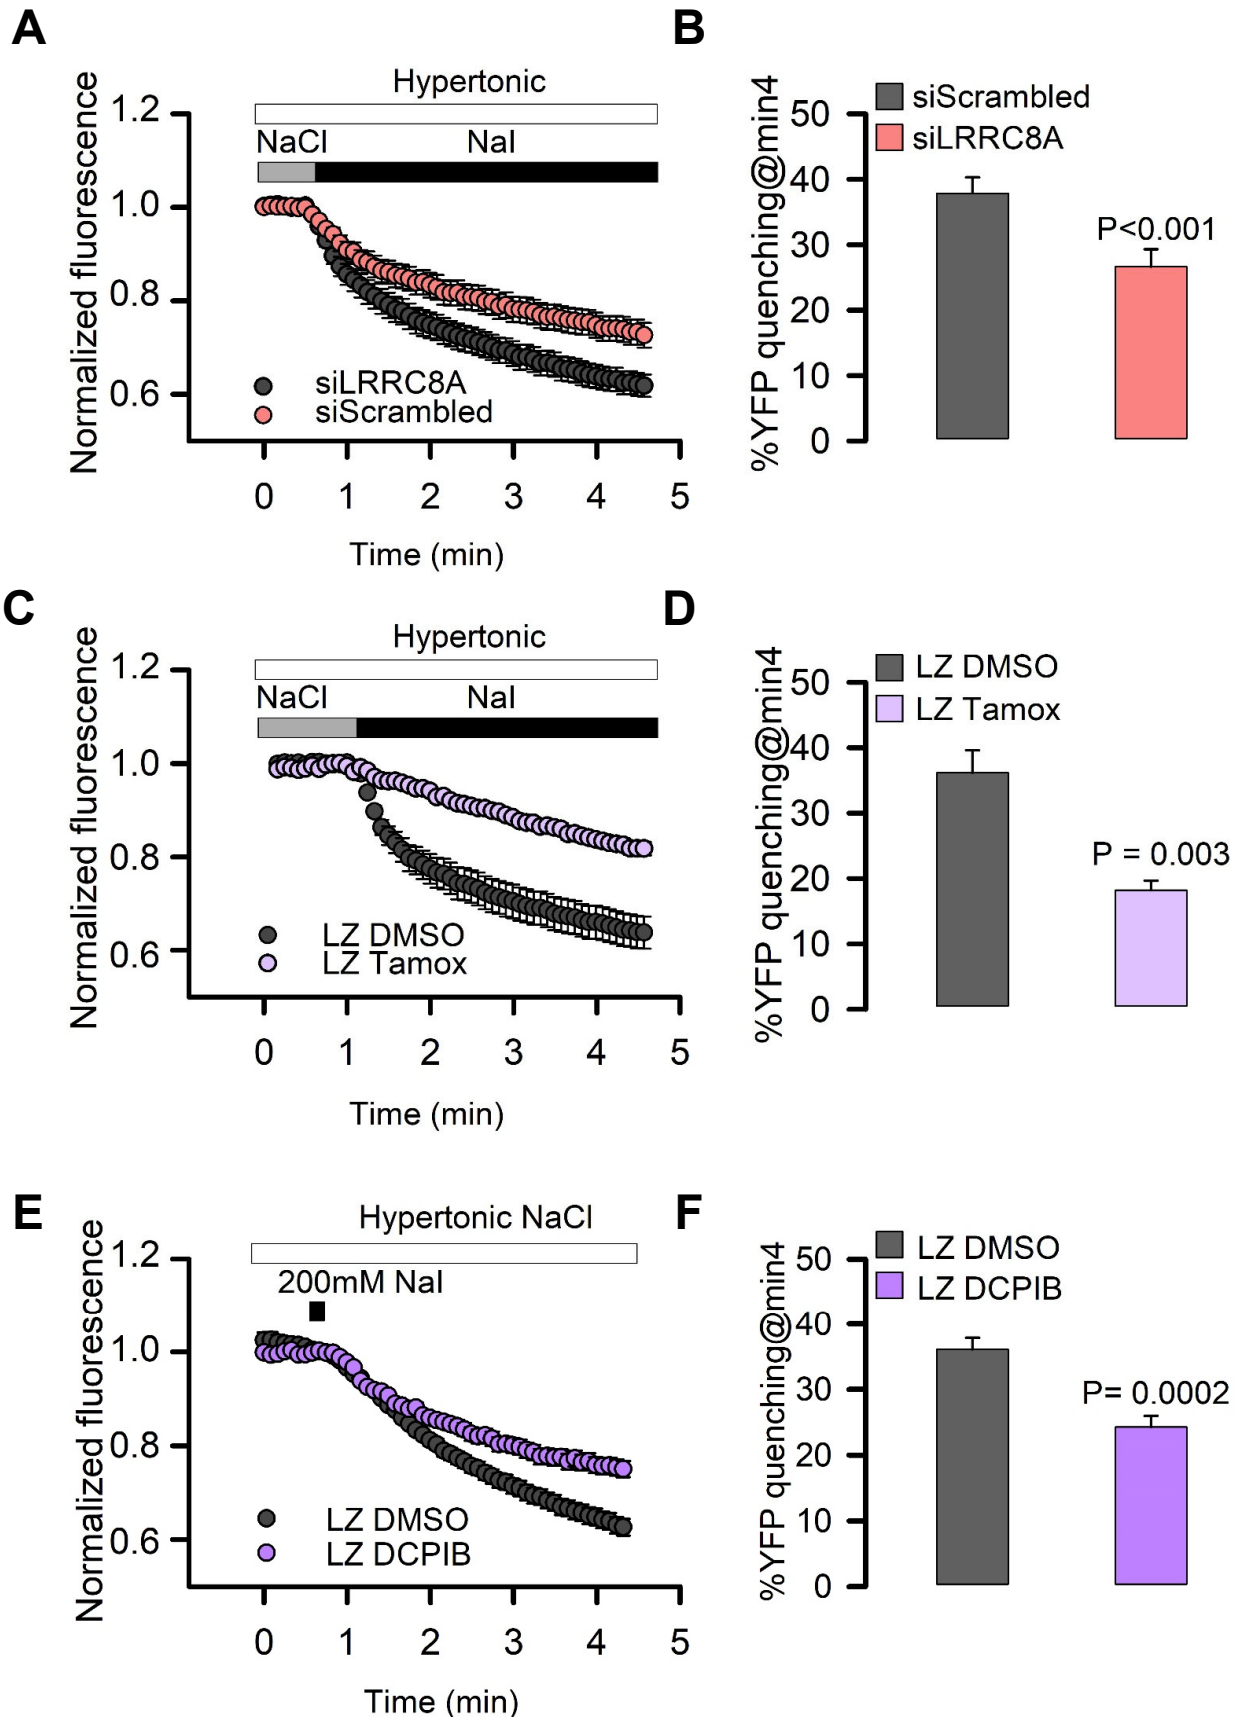 A
Hypertonic
NaCl
NaI
Normalized fluorescence
1.2
1.0
0.8
0.6
siLRRC8A
siScrambled
0 1 2 3 4 5
Time (min)
B
%YFP quenching@min4
siScrambled
siLRRC8A
50
40
30
20
10
0
P<0.001
C
Hypertonic
NaCl
NaI
Normalized fluorescence
1.2
1.0
0.8
0.6
LZ DMSO
LZ Tamox
0 1 2 3 4 5
Time (min)
D
%YFP quenching@min4
LZ DMSO
LZ Tamox
50
40
30
20
10
0
P = 0.003
E
Hypertonic NaCl
200mM NaI
Normalized fluorescence
1.2
1.0
0.8
0.6
LZ DMSO
LZ DCPIB
0 1 2 3 4 5
Time (min)
F
%YFP quenching@min4
LZ DMSO
LZ DCPIB
50
40
30
20
10
0
P= 0.0002